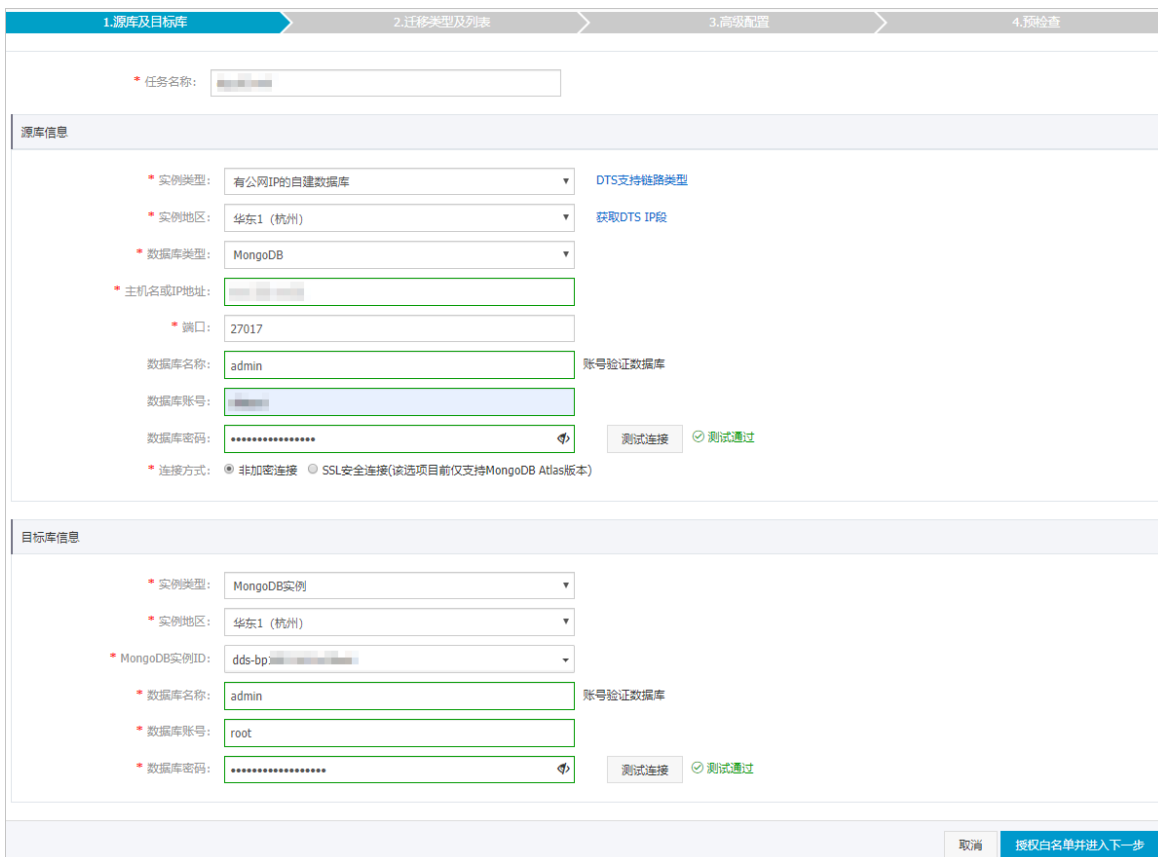 1.源库及目标库 2.迁移类型及列表 3.高级配置 4.预检查
* 任务名称:
源库信息
* 实例类型: 有公网IP的自建数据库 DTS支持链路类型
* 实例地区: 华东1（杭州） 获取DTS IP段
* 数据库类型: MongoDB
* 主机名或IP地址:
* 端口: 27017
数据库名称: admin 账号验证数据库
数据库账号:
数据库密码: •••••••••••••••• 测试连接 测试通过
* 连接方式: 非加密连接 SSL安全连接(该选项目前仅支持MongoDB Atlas版本)
目标库信息
* 实例类型: MongoDB实例
* 实例地区: 华东1（杭州）
* MongoDB实例ID: dds-bp
* 数据库名称: admin 账号验证数据库
* 数据库账号: root
* 数据库密码: •••••••••••••••••• 测试连接 测试通过
取消 授权白名单并进入下一步